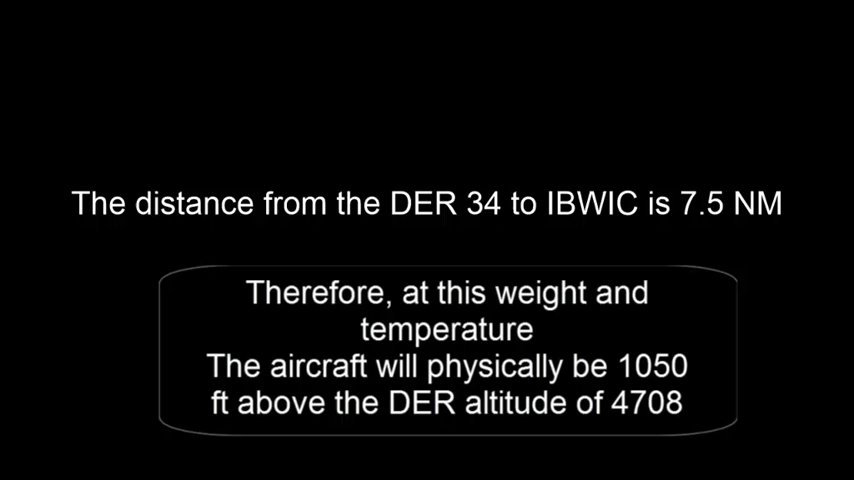 The distance from the DER 34 to IBWIC is 7.5 NM
Therefore, at this weight and
temperature
The aircraft will physically be 1050
ft above the DER altitude of 4708